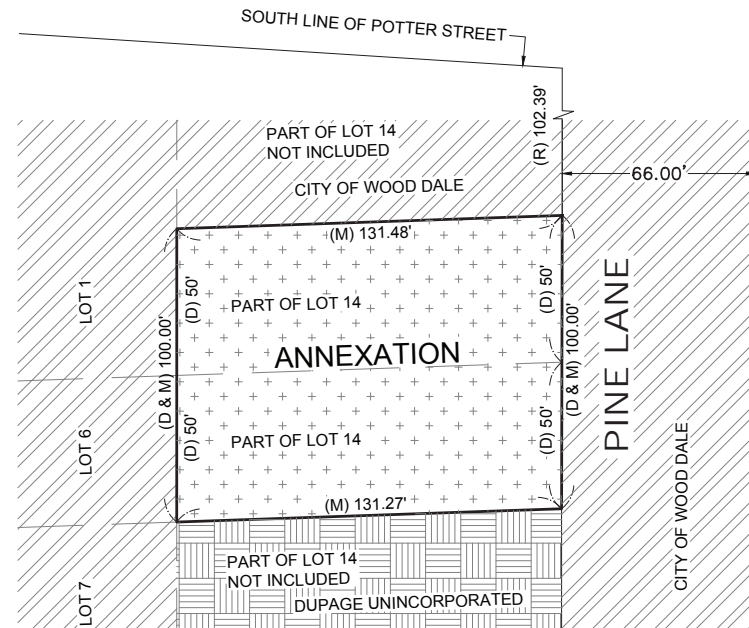 SOUTH LINE OF POTTER STREET
(R) 102.39'
PART OF LOT 14
NOT INCLUDED
CITY OF WOOD DALE
66.00'
(M) 131.48'
LOT 1
(D) 50'
PART OF LOT 14
(D) 50'
PINE LANE
ANNEXATION
(D & M) 100.00'
(D & M) 100.00'
LOT 6
(D) 50'
PART OF LOT 14
(D) 50'
(M) 131.27'
CITY OF WOOD DALE
LOT 7
PART OF LOT 14
NOT INCLUDED
DUPAGE UNINCORPORATED